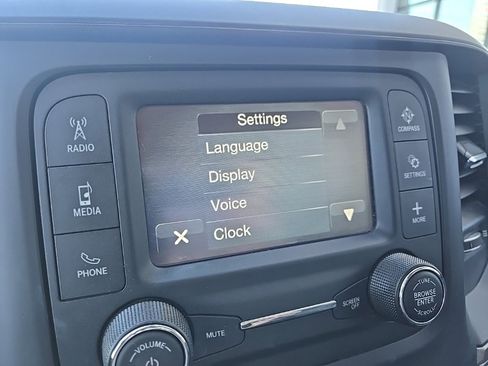 Settings
Language
Display
Voice
Clock
RADIO
MEDIA
PHONE
COMPASS
SETTINGS
MORE
MUTE
SCREEN
OFF
VOLUME
TUNE
BROWSE
ENTER
SCROLL